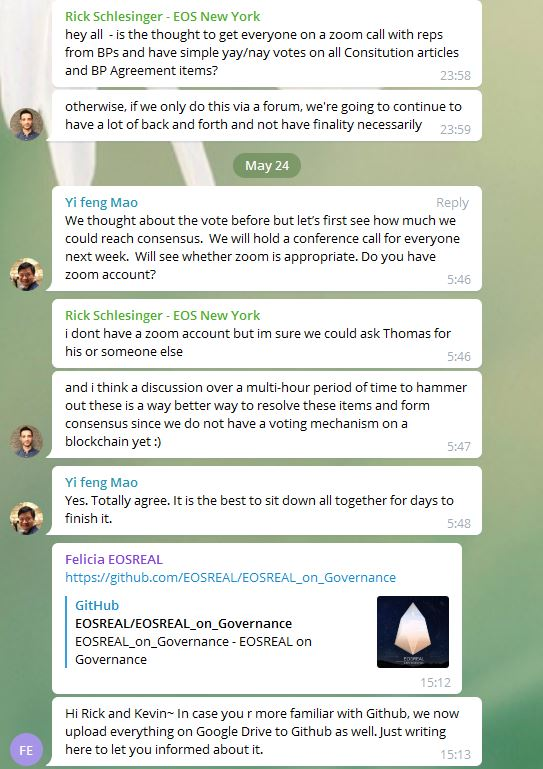 Rick Schlesinger - EOS New York
hey all - is the thought to get everyone on a zoom call with reps
from BPs and have simple yay/nay votes on all Consitution articles
and BP Agreement items?
23:58
otherwise, if we only do this via a forum, we're going to continue to
have a lot of back and forth and not have finality necessarily
23:59
May 24
Yi feng Mao
Reply
We thought about the vote before but let's first see how much we
could reach consensus. We will hold a conference call for everyone
next week. Will see whether zoom is appropriate. Do you have
zoom account?
5:46
Rick Schlesinger - EOS New York
i dont have a zoom account but im sure we could ask Thomas for
his or someone else
5:46
and i think a discussion over a multi-hour period of time to hammer
out these is a way better way to resolve these items and form
consensus since we do not have a voting mechanism on a
blockchain yet :)
5:47
Yi feng Mao
Yes. Totally agree. It is the best to sit down all together for days to
finish it.
5:48
Felicia EOSREAL
https://github.com/EOSREAL/EOSREAL_on_Governance
GitHub
EOSREAL/EOSREAL_on_Governance
EOSREAL_on_Governance - EOSREAL on
Governance
EOSREAL
15:12
Hi Rick and Kevin~ In case you r more familiar with Github, we now
upload everything on Google Drive to Github as well. Just writing
here to let you informed about it.
FE
15:13